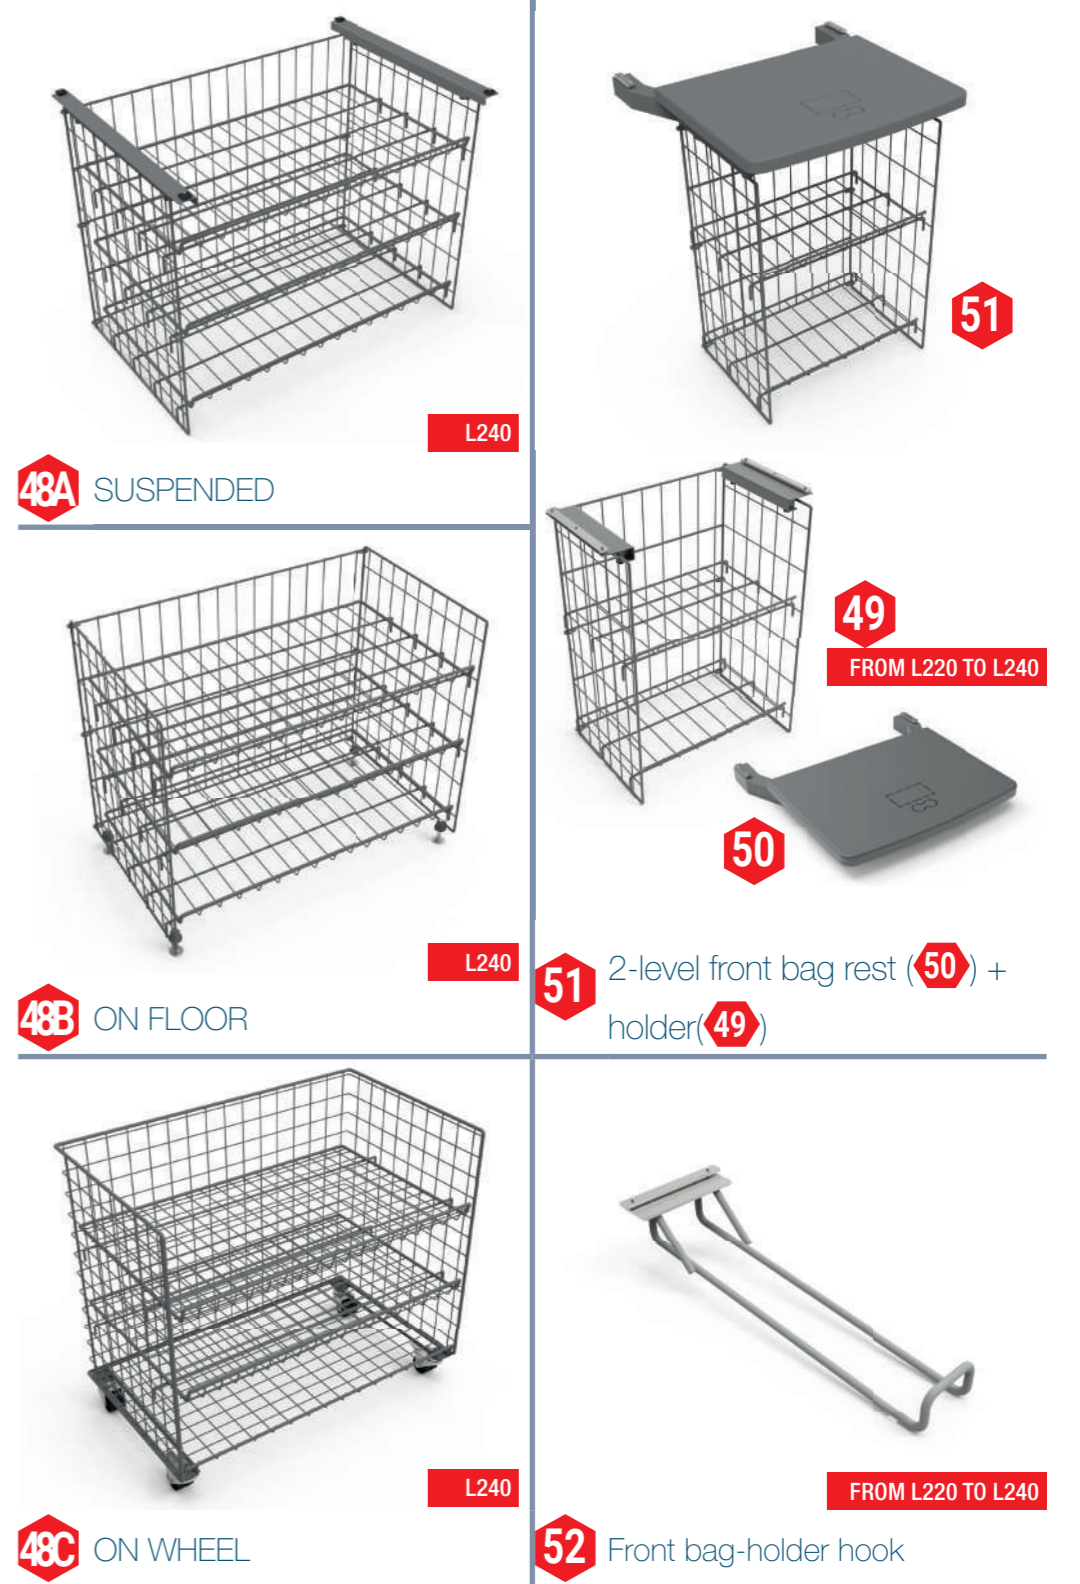 L240
48A SUSPENDED
L240
48B ON FLOOR
L240
48C ON WHEEL
51
49
FROM L220 TO L240
50
51 2-level front bag rest (50) +
holder(49)
FROM L220 TO L240
52 Front bag-holder hook